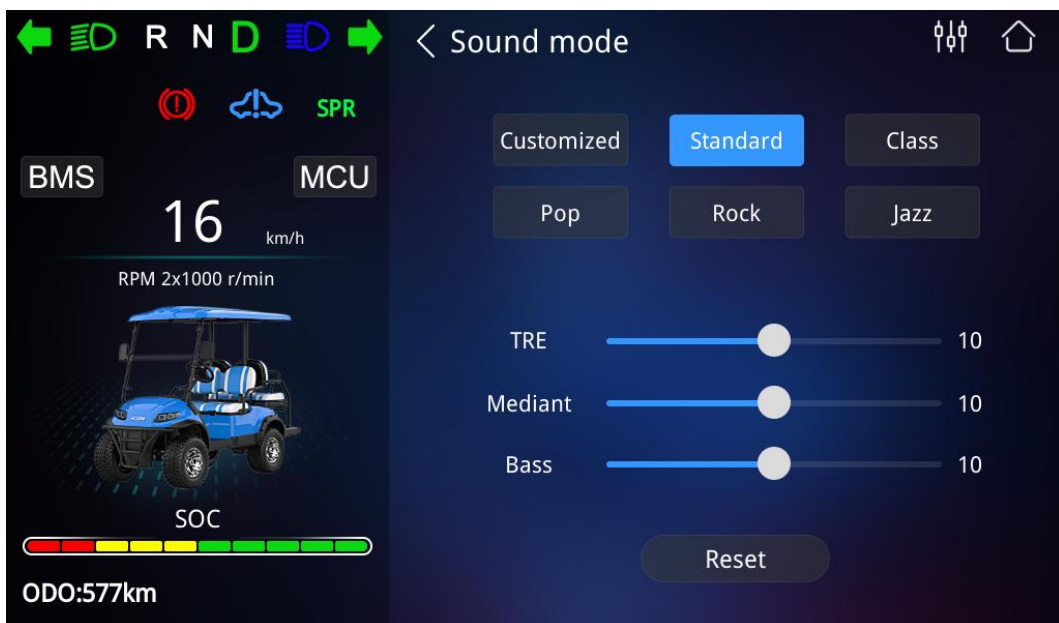 R N D
SPR
BMS MCU
16 km/h
RPM 2x1000 r/min
ICON
SOC
ODO:577km
Sound mode
Customized Standard Class
Pop Rock Jazz
TRE 10
Mediant 10
Bass 10
Reset